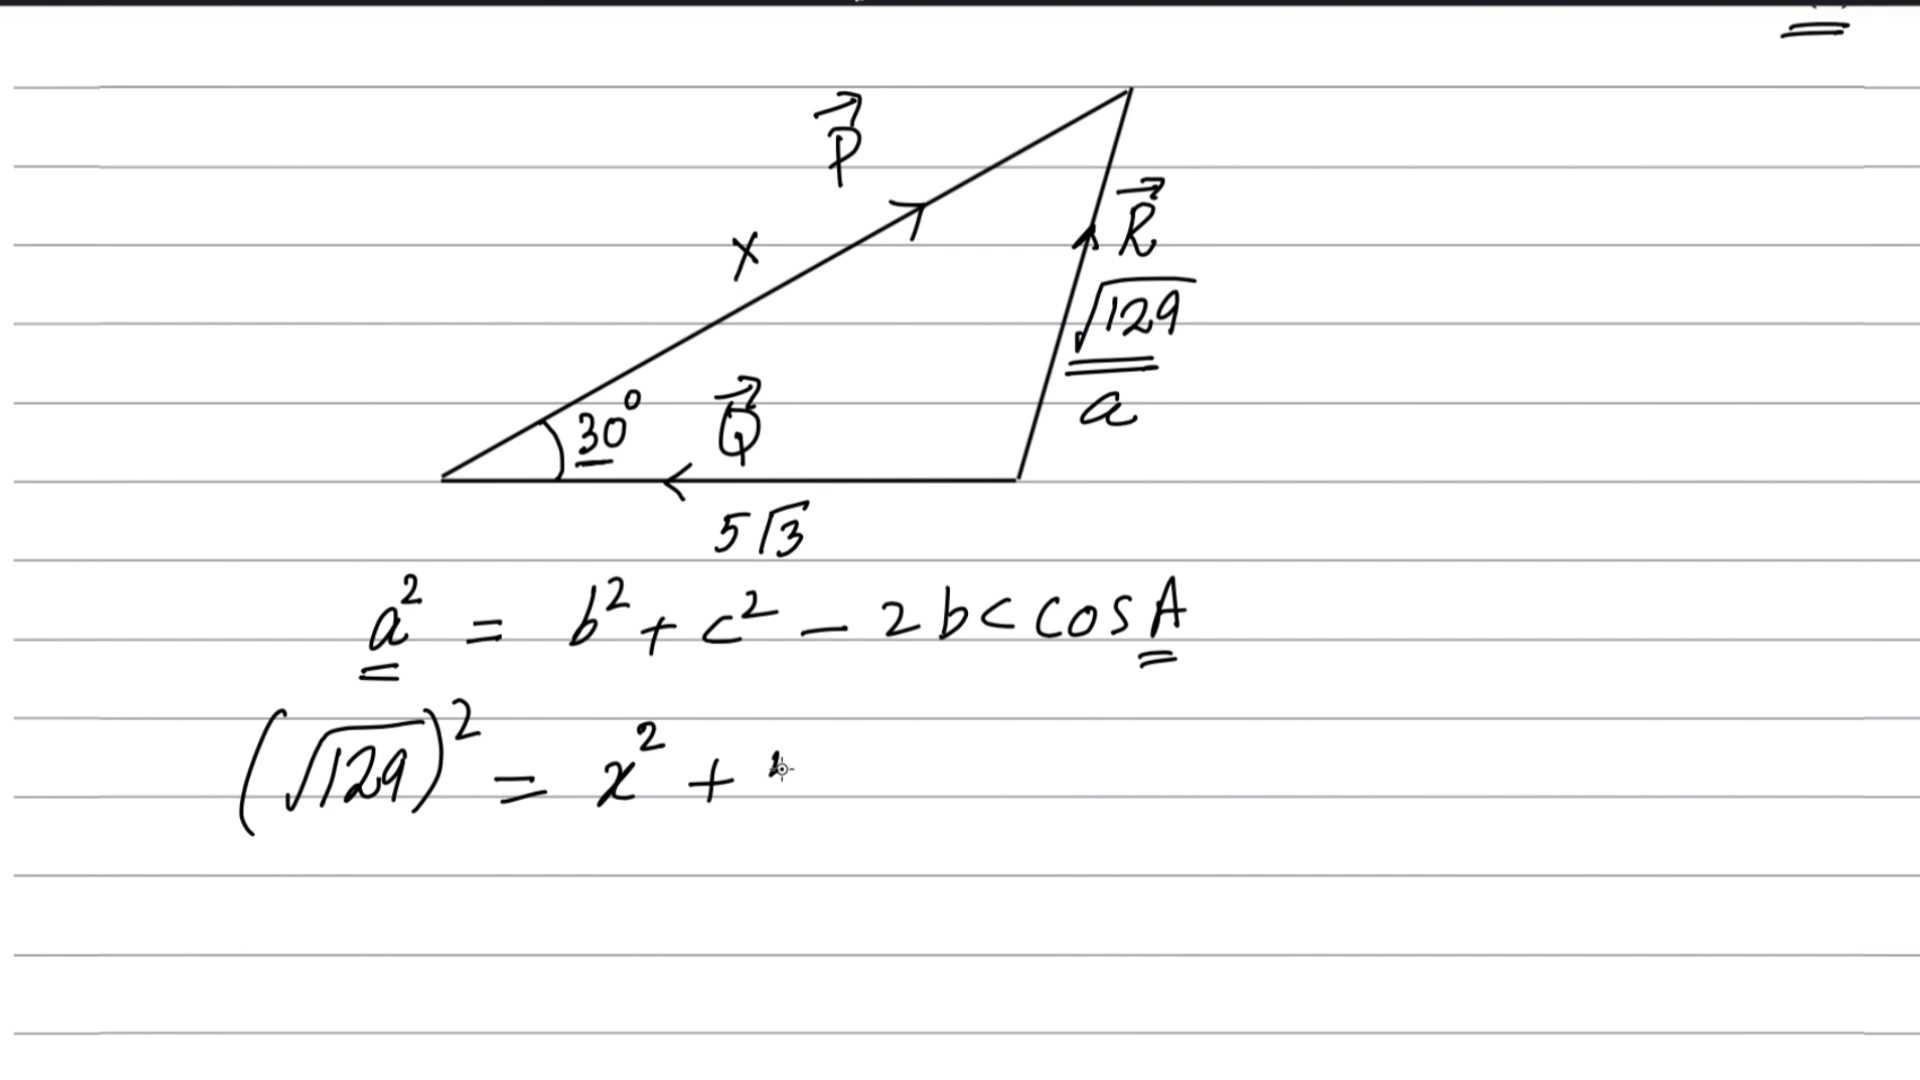 P⃗
x
R⃗
√129
a
30°
Q⃗
5√3
a² = b² + c² – 2bc cos A
(√129)² = x² +